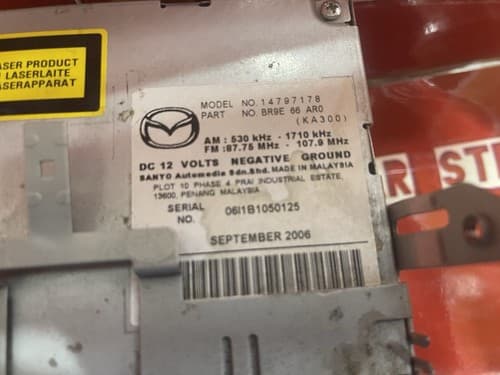 ASER PRODUCT
N LASERLAITE
ASERAPPARAT
MODEL NO. 14797178
PART NO. BR9E 66 AR0
(KA300)
AM : 530 kHz - 1710 kHz
FM : 87.75 MHz - 107.9 MHz
DC 12 VOLTS NEGATIVE GROUND
SANYO Automedia Sdn.Bhd. MADE IN MALAYSIA
PLOT 10 PHASE 4 PRAI INDUSTRIAL ESTATE,
13600, PENANG MALAYSIA
SERIAL NO. 06I1B1050125
SEPTEMBER 2006
R STE